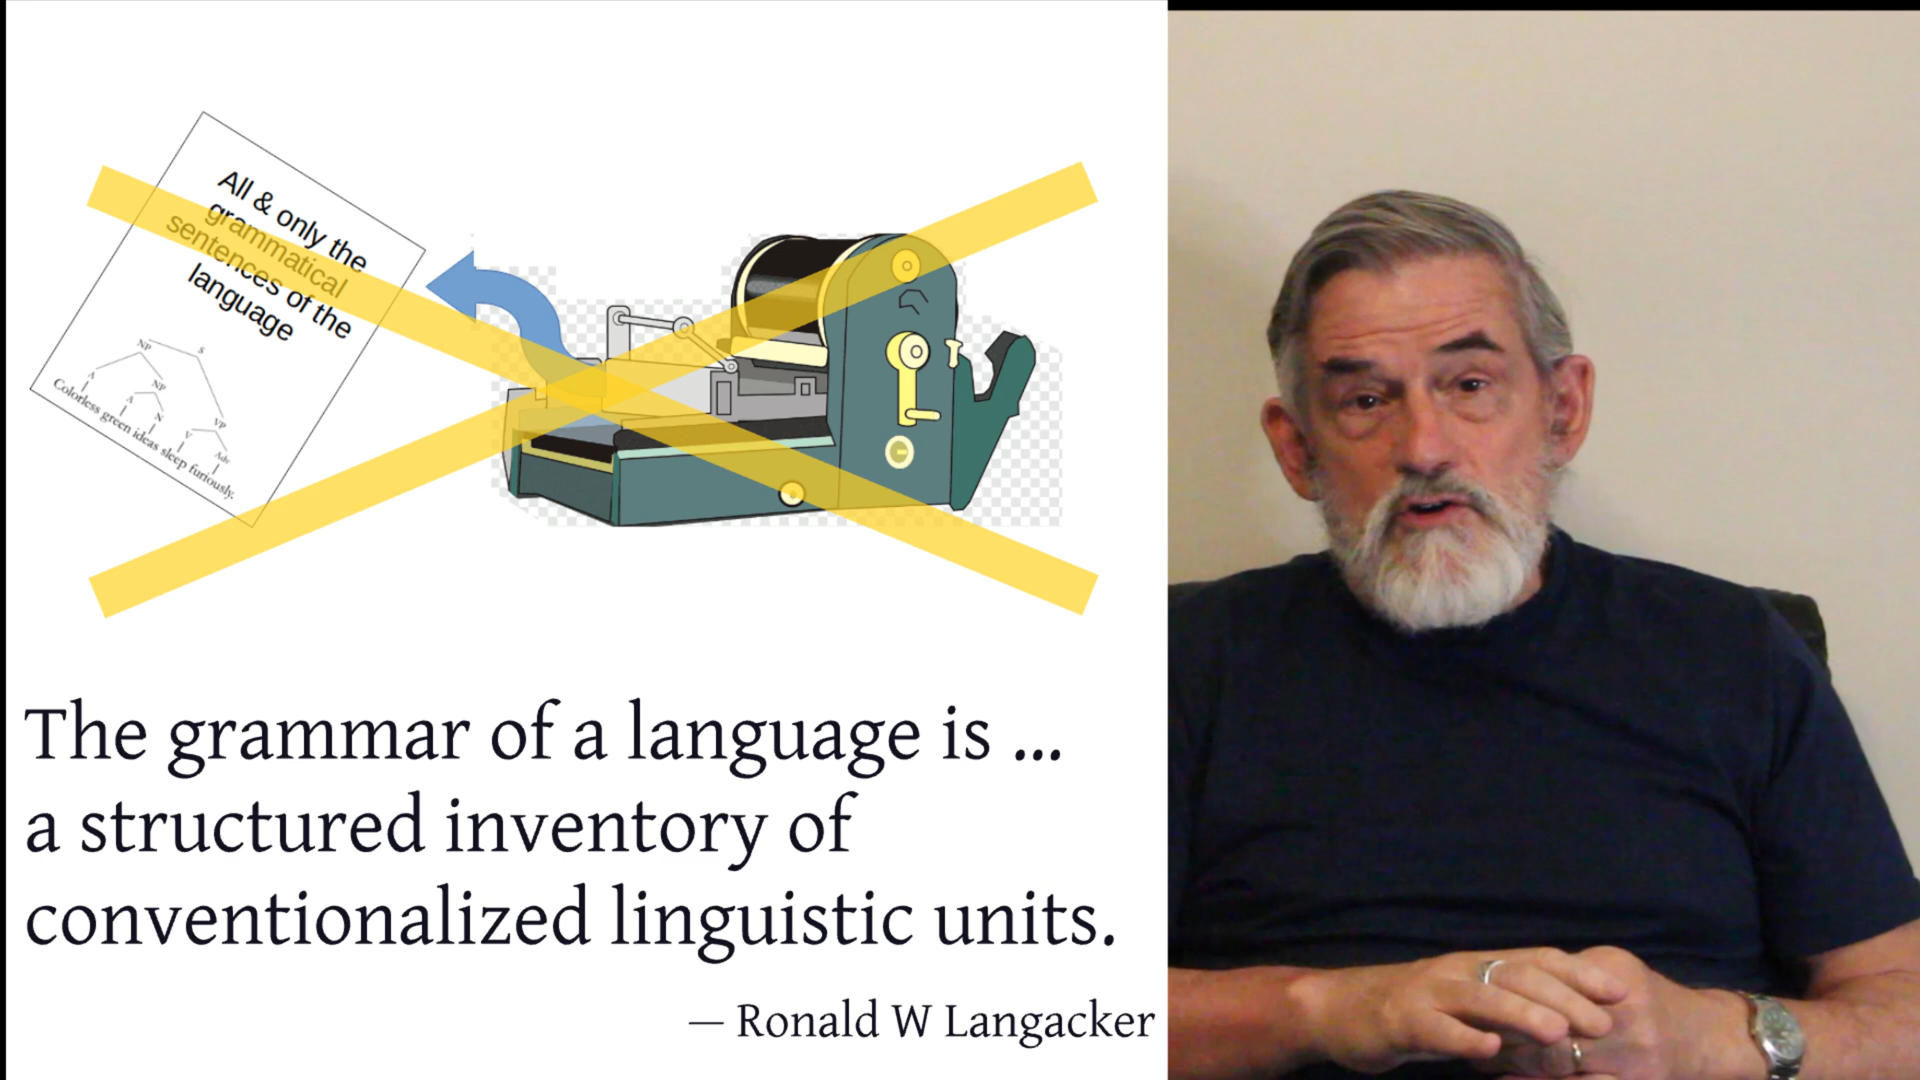 All & only the
grammatical
sentences of the
language
S
NP
NP
A
A
N
VP
V
Adv
Colorless green ideas sleep furiously.
The grammar of a language is ...
a structured inventory of
conventionalized linguistic units.
— Ronald W Langacker